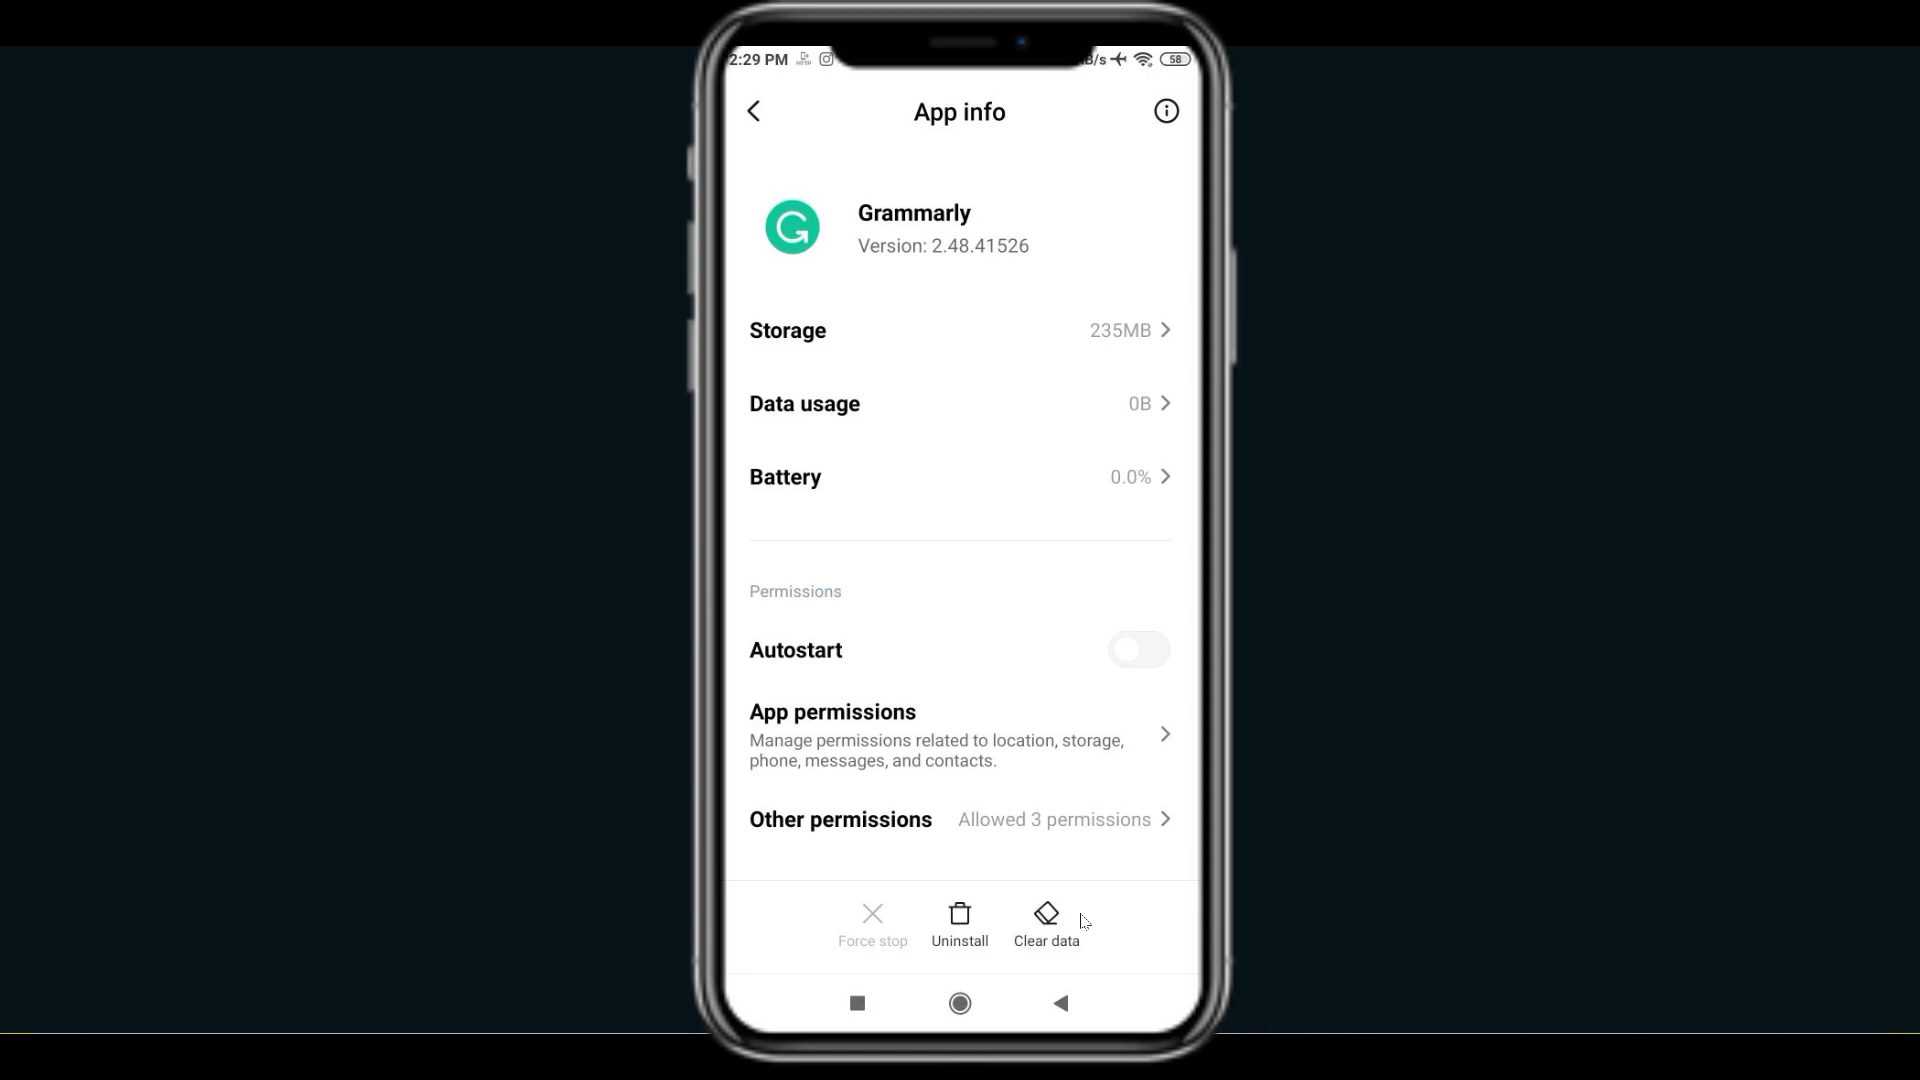 2:29 PM
B/s
58
App info
Grammarly
Version: 2.48.41526
Storage 235MB
Data usage 0B
Battery 0.0%
Permissions
Autostart
App permissions
Manage permissions related to location, storage,
phone, messages, and contacts.
Other permissions Allowed 3 permissions
Force stop Uninstall Clear data